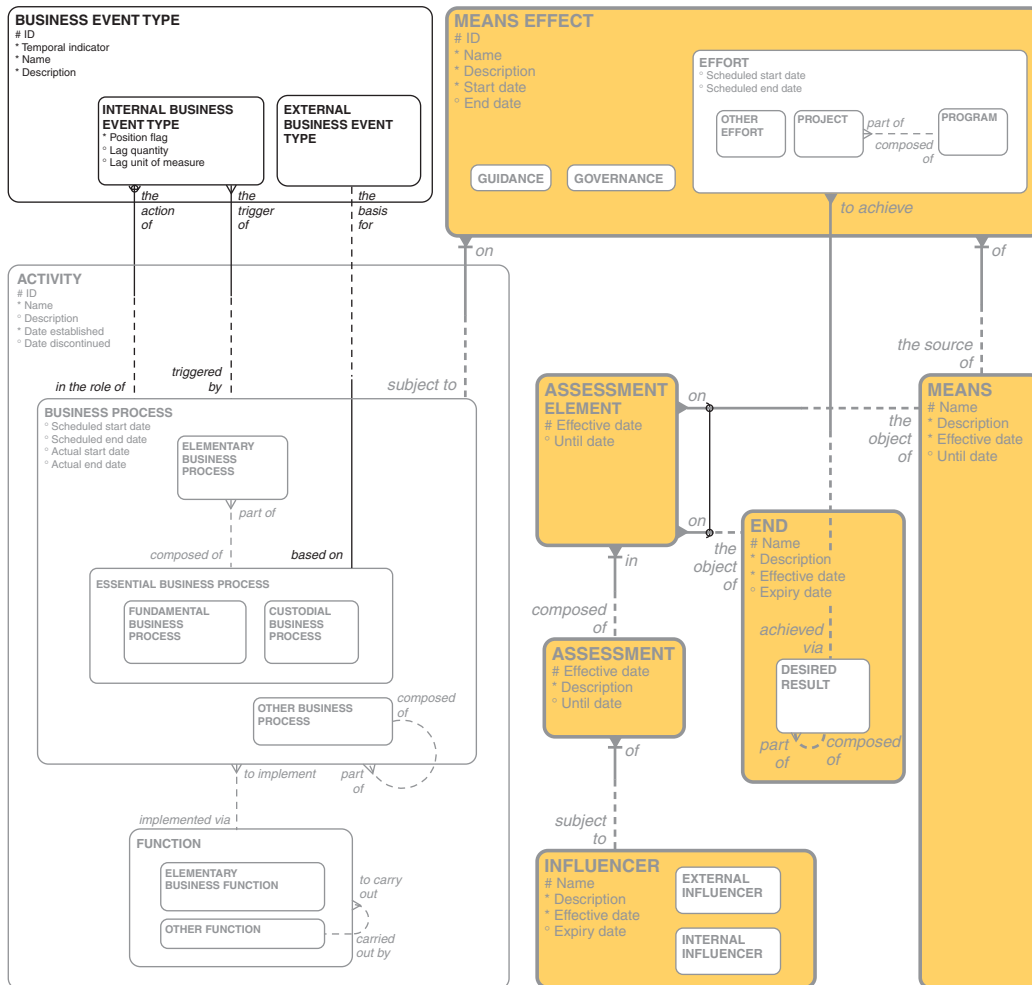 BUSINESS EVENT TYPE
# ID
* Temporal indicator
* Name
* Description
INTERNAL BUSINESS
EVENT TYPE
* Position flag
° Lag quantity
° Lag unit of measure
EXTERNAL
BUSINESS EVENT
TYPE
the
action
of
the
trigger
of
the
basis
for
MEANS EFFECT
# ID
* Name
* Description
* Start date
° End date
GUIDANCE
GOVERNANCE
EFFORT
° Scheduled start date
° Scheduled end date
OTHER
EFFORT
PROJECT
part of
composed
of
PROGRAM
to achieve
on
of
ACTIVITY
# ID
* Name
° Description
* Date established
° Date discontinued
in the role of
triggered
by
subject to
the source
of
BUSINESS PROCESS
° Scheduled start date
° Scheduled end date
° Actual start date
° Actual end date
ELEMENTARY
BUSINESS
PROCESS
part of
composed of
based on
ESSENTIAL BUSINESS PROCESS
FUNDAMENTAL
BUSINESS
PROCESS
CUSTODIAL
BUSINESS
PROCESS
OTHER BUSINESS
PROCESS
composed
of
part
of
to implement
implemented via
FUNCTION
ELEMENTARY
BUSINESS FUNCTION
OTHER FUNCTION
to carry
out
carried
out by
ASSESSMENT
ELEMENT
# Effective date
° Until date
on
the
object
of
on
the
object
of
in
composed
of
ASSESSMENT
# Effective date
* Description
° Until date
of
subject
to
INFLUENCER
# Name
* Description
* Effective date
° Expiry date
EXTERNAL
INFLUENCER
INTERNAL
INFLUENCER
END
# Name
* Description
* Effective date
° Expiry date
achieved
via
DESIRED
RESULT
part
of
composed
of
MEANS
# Name
* Description
* Effective date
° Until date